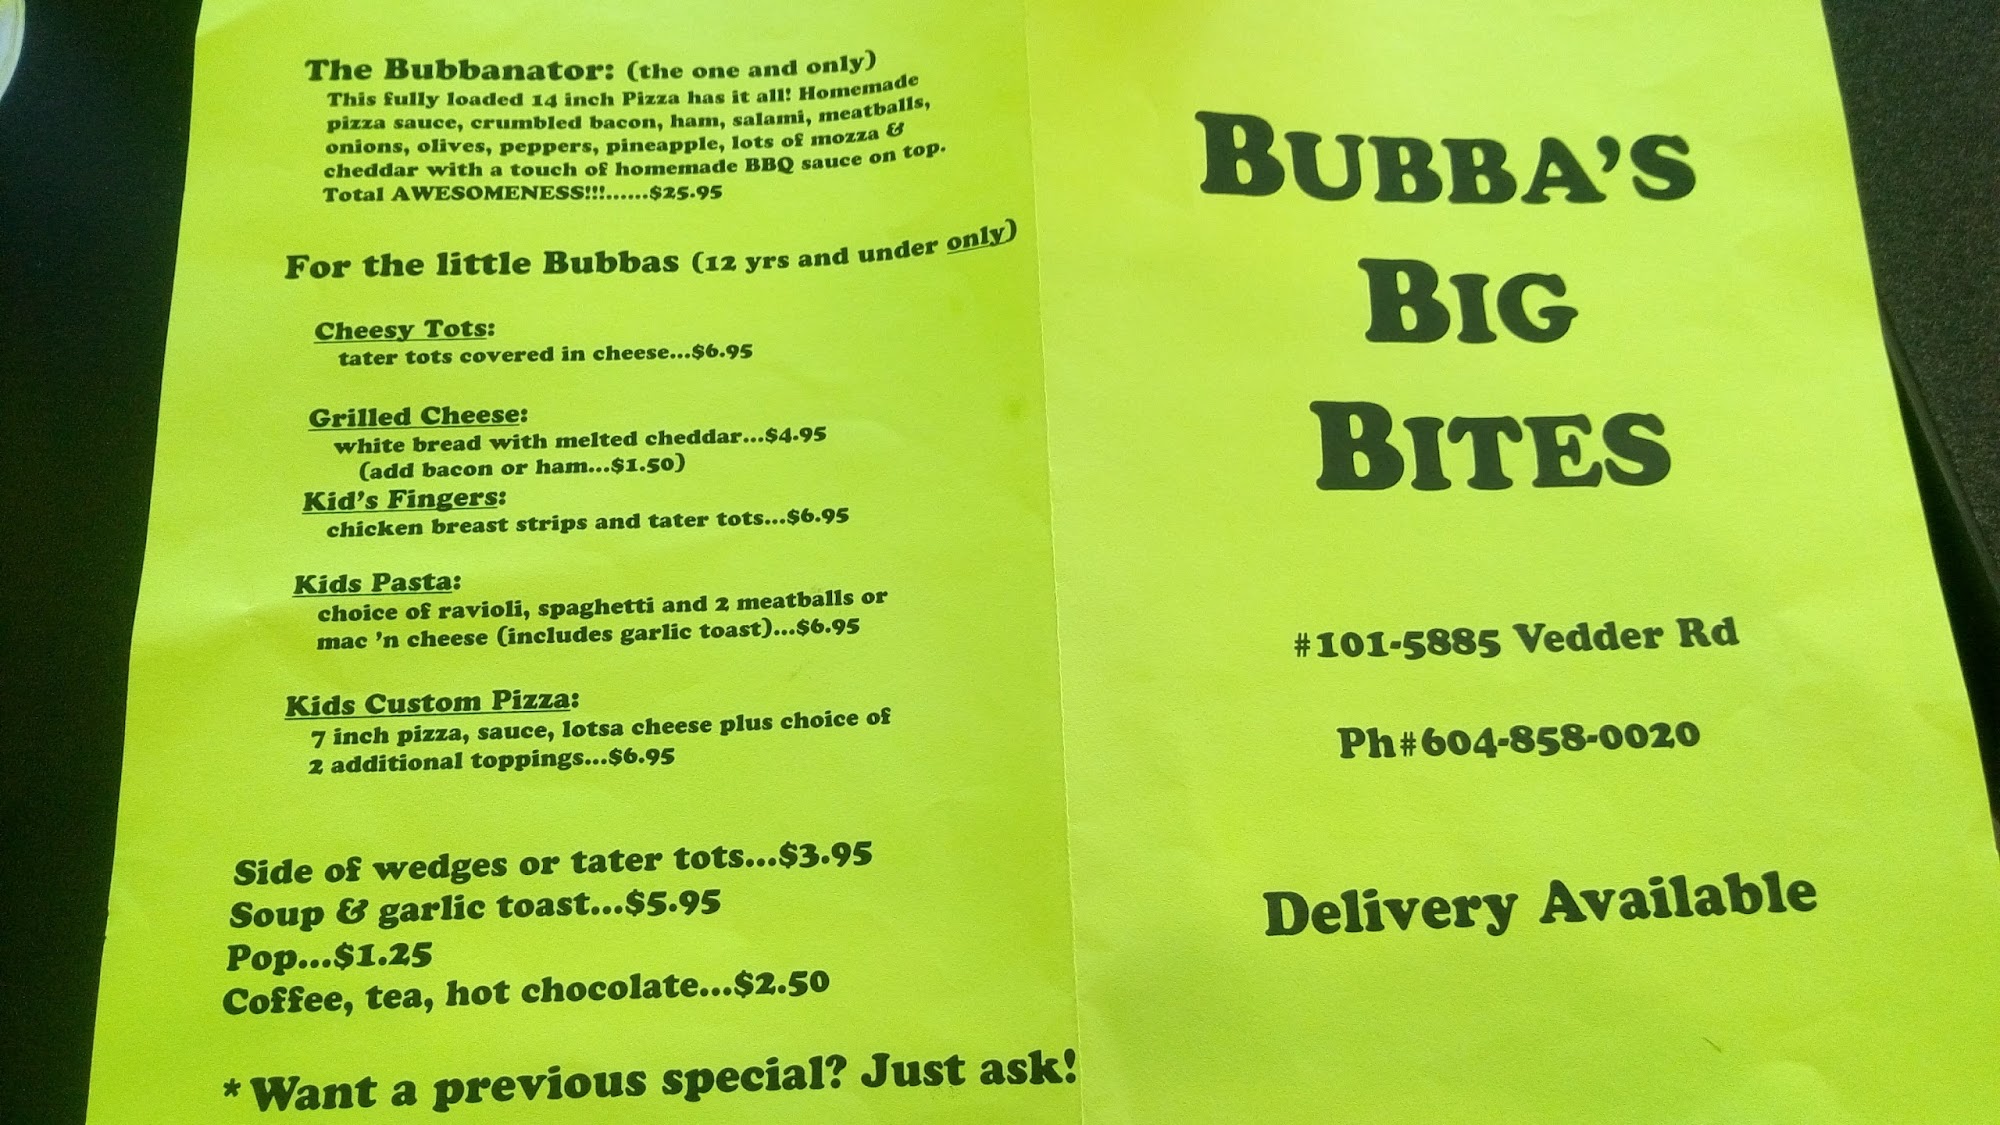 The Bubbanator: (the one and only)
This fully loaded 14 inch Pizza has it all! Homemade
pizza sauce, crumbled bacon, ham, salami, meatballs,
onions, olives, peppers, pineapple, lots of mozza &
cheddar with a touch of homemade BBQ sauce on top.
Total AWESOMENESS!!!......$25.95
For the little Bubbas (12 yrs and under only)
Cheesy Tots:
tater tots covered in cheese...$6.95
Grilled Cheese:
white bread with melted cheddar...$4.95
(add bacon or ham...$1.50)
Kid's Fingers:
chicken breast strips and tater tots...$6.95
Kids Pasta:
choice of ravioli, spaghetti and 2 meatballs or
mac 'n cheese (includes garlic toast)...$6.95
Kids Custom Pizza:
7 inch pizza, sauce, lotsa cheese plus choice of
2 additional toppings...$6.95
Side of wedges or tater tots...$3.95
Soup & garlic toast...$5.95
Pop...$1.25
Coffee, tea, hot chocolate...$2.50
*Want a previous special? Just ask!
BUBBA'S
BIG
BITES
#101-5885 Vedder Rd
Ph#604-858-0020
Delivery Available